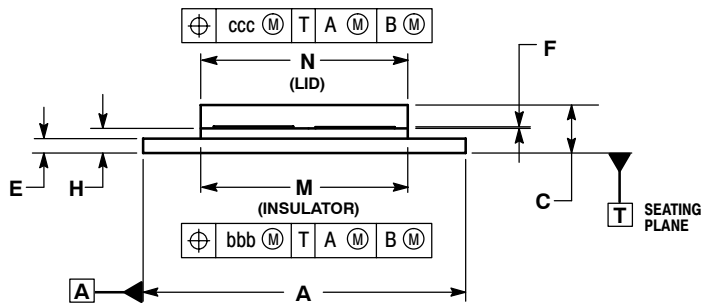 ⌖ ccc Ⓜ T A Ⓜ B Ⓜ
N
(LID)
F
E
H
M
(INSULATOR)
C
T SEATING
PLANE
⌖ bbb Ⓜ T A Ⓜ B Ⓜ
A
A